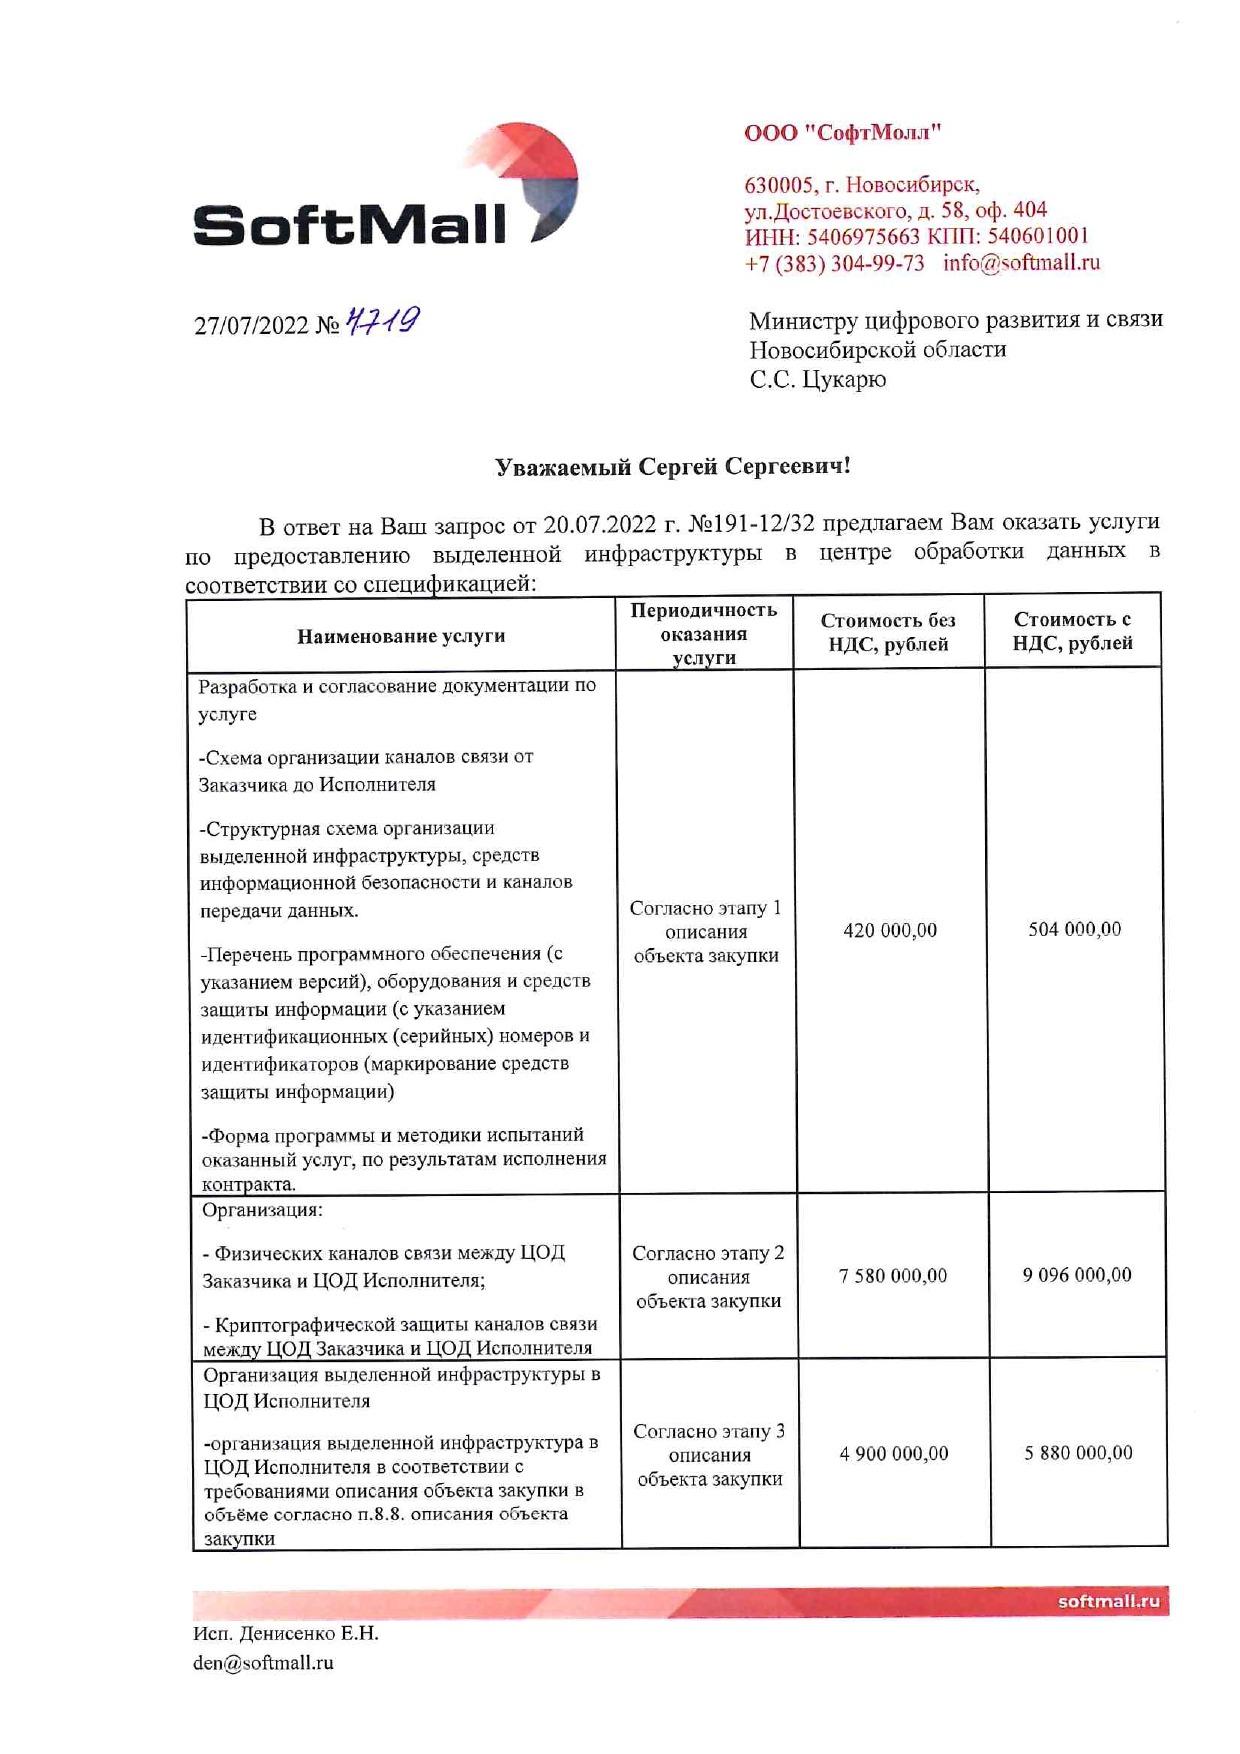 SoftMall
ООО "СофтМолл"
630005, г. Новосибирск,
ул.Достоевского, д. 58, оф. 404
ИНН: 5406975663 КПП: 540601001
+7 (383) 304-99-73 info@softmall.ru
27/07/2022 № 4719
Министру цифрового развития и связи
Новосибирской области
С.С. Цукарю
Уважаемый Сергей Сергеевич!
В ответ на Ваш запрос от 20.07.2022 г. №191-12/32 предлагаем Вам оказать услуги
по предоставлению выделенной инфраструктуры в центре обработки данных в
соответствии со спецификацией:
Наименование услуги
Периодичность
оказания
услуги
Стоимость без
НДС, рублей
Стоимость с
НДС, рублей
Разработка и согласование документации по
услуге
-Схема организации каналов связи от
Заказчика до Исполнителя
-Структурная схема организации
выделенной инфраструктуры, средств
информационной безопасности и каналов
передачи данных.
-Перечень программного обеспечения (с
указанием версий), оборудования и средств
защиты информации (с указанием
идентификационных (серийных) номеров и
идентификаторов (маркирование средств
защиты информации)
-Форма программы и методики испытаний
оказанный услуг, по результатам исполнения
контракта.
Согласно этапу 1
описания
объекта закупки
420 000,00
504 000,00
Организация:
- Физических каналов связи между ЦОД
Заказчика и ЦОД Исполнителя;
- Криптографической защиты каналов связи
между ЦОД Заказчика и ЦОД Исполнителя
Согласно этапу 2
описания
объекта закупки
7 580 000,00
9 096 000,00
Организация выделенной инфраструктуры в
ЦОД Исполнителя
-организация выделенной инфраструктура в
ЦОД Исполнителя в соответствии с
требованиями описания объекта закупки в
объёме согласно п.8.8. описания объекта
закупки
Согласно этапу 3
описания
объекта закупки
4 900 000,00
5 880 000,00
softmall.ru
Исп. Денисенко Е.Н.
den@softmall.ru